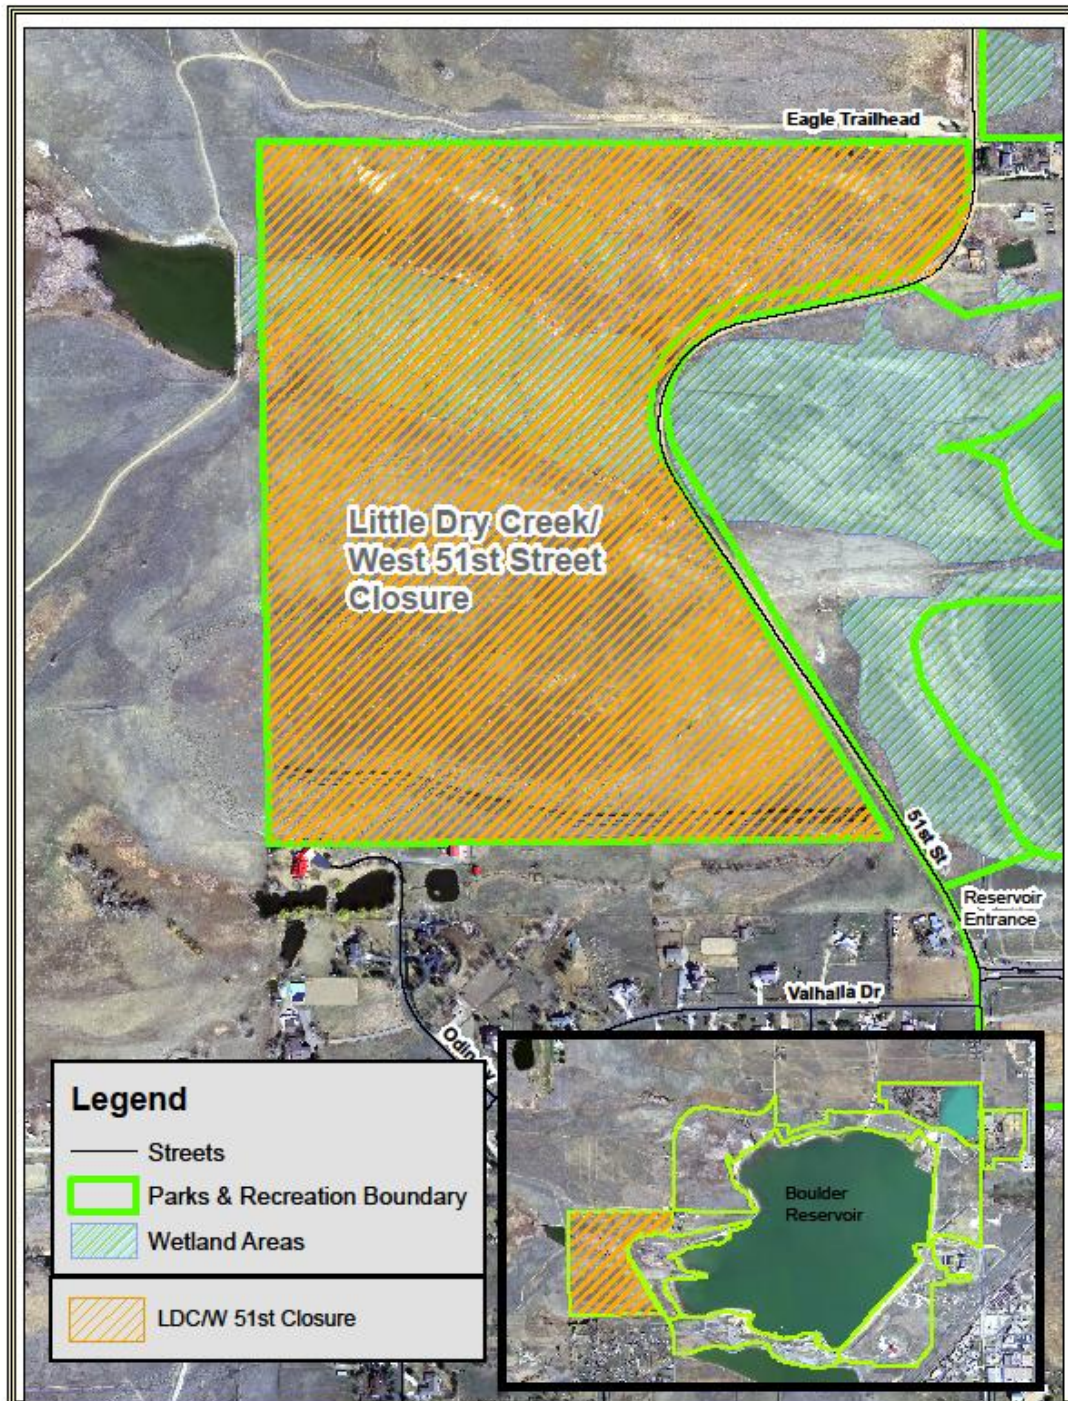 Eagle Trailhead
Little Dry Creek/
West 51st Street
Closure
51st St
Reservoir
Entrance
Valhalla Dr
Legend
Streets
Parks & Recreation Boundary
Wetland Areas
LDC/W 51st Closure
Boulder
Reservoir